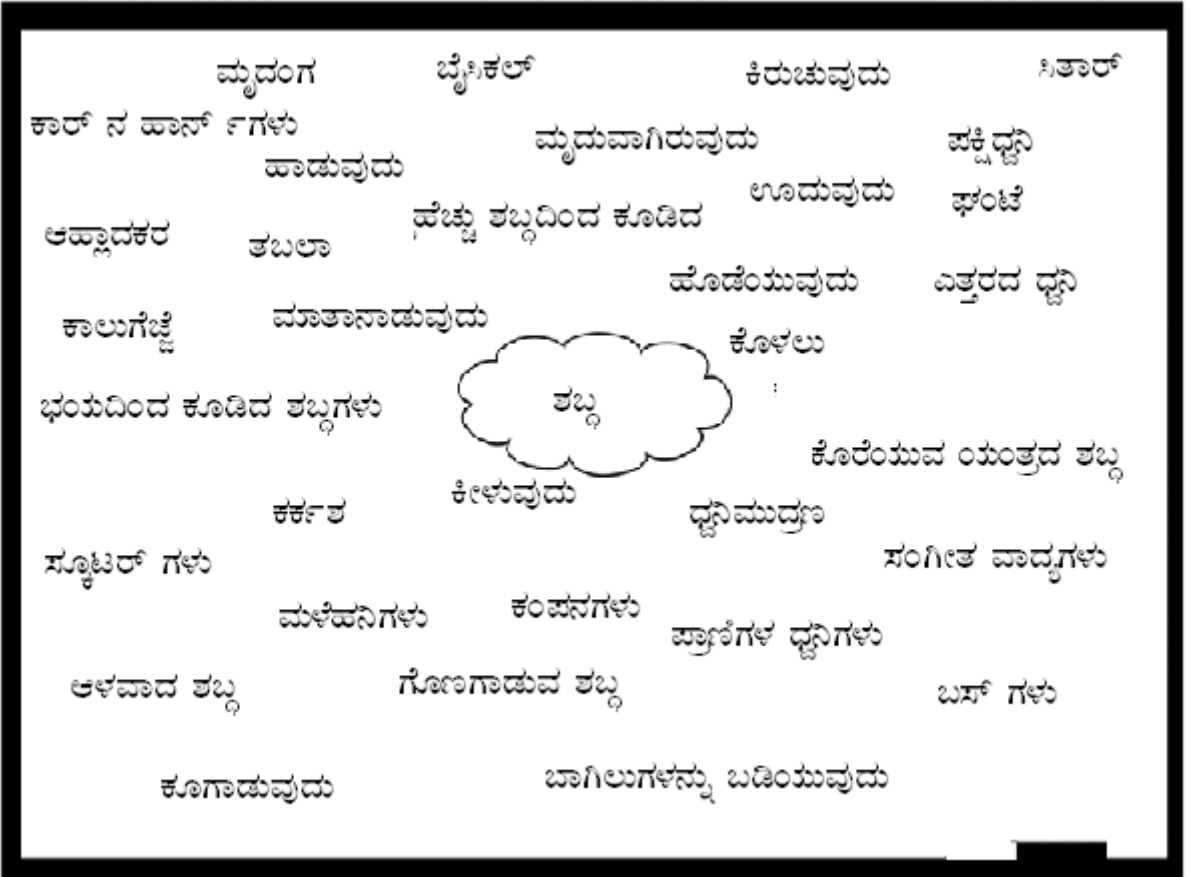 ಮೃದಂಗ ಬೈಸಿಕಲ್ ಕಿರುಚುವುದು ಸಿತಾರ್
ಕಾರ್ ನ ಹಾನ್ ರ್ಗಳು ಮೃದುವಾಗಿರುವುದು ಪಕ್ಷಿಧ್ವನಿ
ಹಾಡುವುದು ಊದುವುದು ಘಂಟೆ
ಆಹ್ಲಾದಕರ ತಬಲಾ ಹೆಚ್ಚು ಶಬ್ಧದಿಂದ ಕೂಡಿದ
ಹೊಡೆಯುವುದು ಎತ್ತರದ ಧ್ವನಿ
ಕಾಲುಗೆಜ್ಜೆ ಮಾತಾನಾಡುವುದು ಕೊಳಲು
ಭಯದಿಂದ ಕೂಡಿದ ಶಬ್ಧಗಳು ಶಬ್ಧ
ಕೊರೆಯುವ ಯಂತ್ರದ ಶಬ್ಧ
ಕರ್ಕಶ ಕೀಳುವುದು ಧ್ವನಿಮುದ್ರಣ
ಸ್ಕೂಟರ್ ಗಳು ಸಂಗೀತ ವಾದ್ಯಗಳು
ಮಳೆಹನಿಗಳು ಕಂಪನಗಳು ಪ್ರಾಣಿಗಳ ಧ್ವನಿಗಳು
ಆಳವಾದ ಶಬ್ಧ ಗೊಣಗಾಡುವ ಶಬ್ಧ ಬಸ್ ಗಳು
ಕೂಗಾಡುವುದು ಬಾಗಿಲುಗಳನ್ನು ಬಡಿಯುವುದು